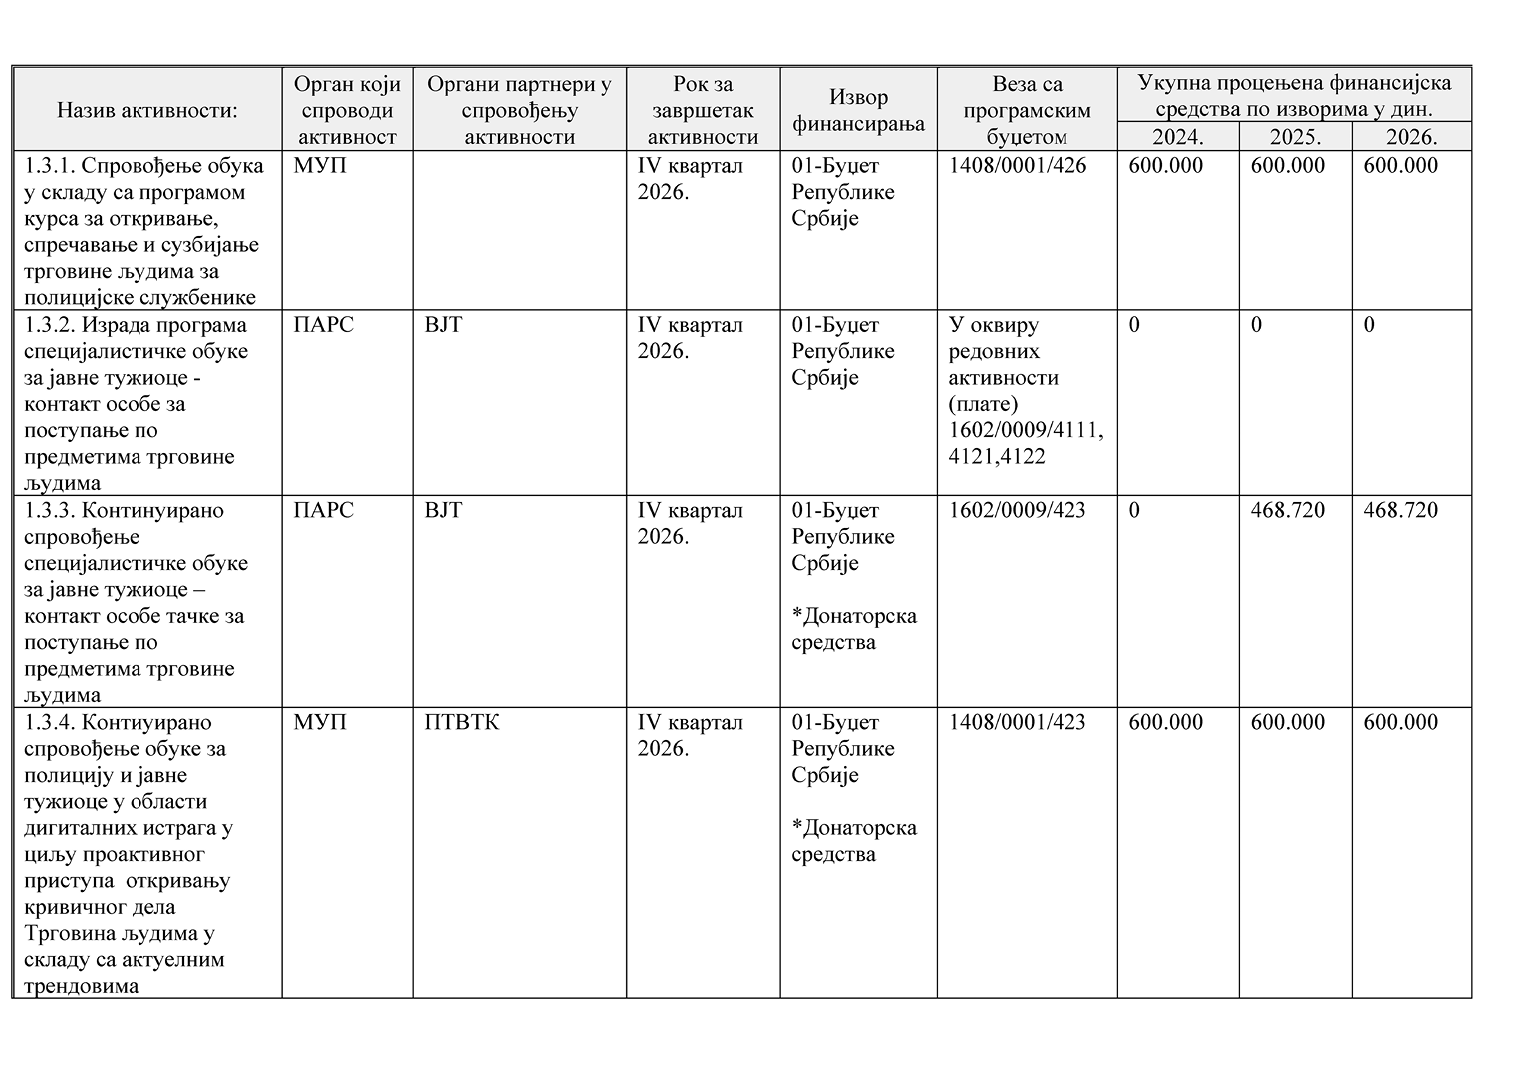 Назив активности:
Орган који
спроводи
активност
Органи партнери у
спровођењу
активности
Рок за
завршетак
активности
Извор
финансирања
Веза са
програмским
буџетом
Укупна процењена финансијска
средства по изворима у дин.
2024.
2025.
2026.
1.3.1. Спровођење обука
у складу са програмом
курса за откривање,
спречавање и сузбијање
трговине људима за
полицијске службенике
МУП
IV квартал
2026.
01-Буџет
Републике
Србије
1408/0001/426
600.000
600.000
600.000
1.3.2. Израда програма
специјалистичке обуке
за јавне тужиоце -
контакт особе за
поступање по
предметима трговине
људима
ПАРС
ВЈТ
IV квартал
2026.
01-Буџет
Републике
Србије
У оквиру
редовних
активности
(плате)
1602/0009/4111,
4121,4122
0
0
0
1.3.3. Континуирано
спровођење
специјалистичке обуке
за јавне тужиоце –
контакт особе тачке за
поступање по
предметима трговине
људима
ПАРС
ВЈТ
IV квартал
2026.
01-Буџет
Републике
Србије
*Донаторска
средства
1602/0009/423
0
468.720
468.720
1.3.4. Контиуирано
спровођење обуке за
полицију и јавне
тужиоце у области
дигиталних истрага у
циљу проактивног
приступа  откривању
кривичног дела
Трговина људима у
складу са актуелним
трендовима
МУП
ПТВТК
IV квартал
2026.
01-Буџет
Републике
Србије
*Донаторска
средства
1408/0001/423
600.000
600.000
600.000